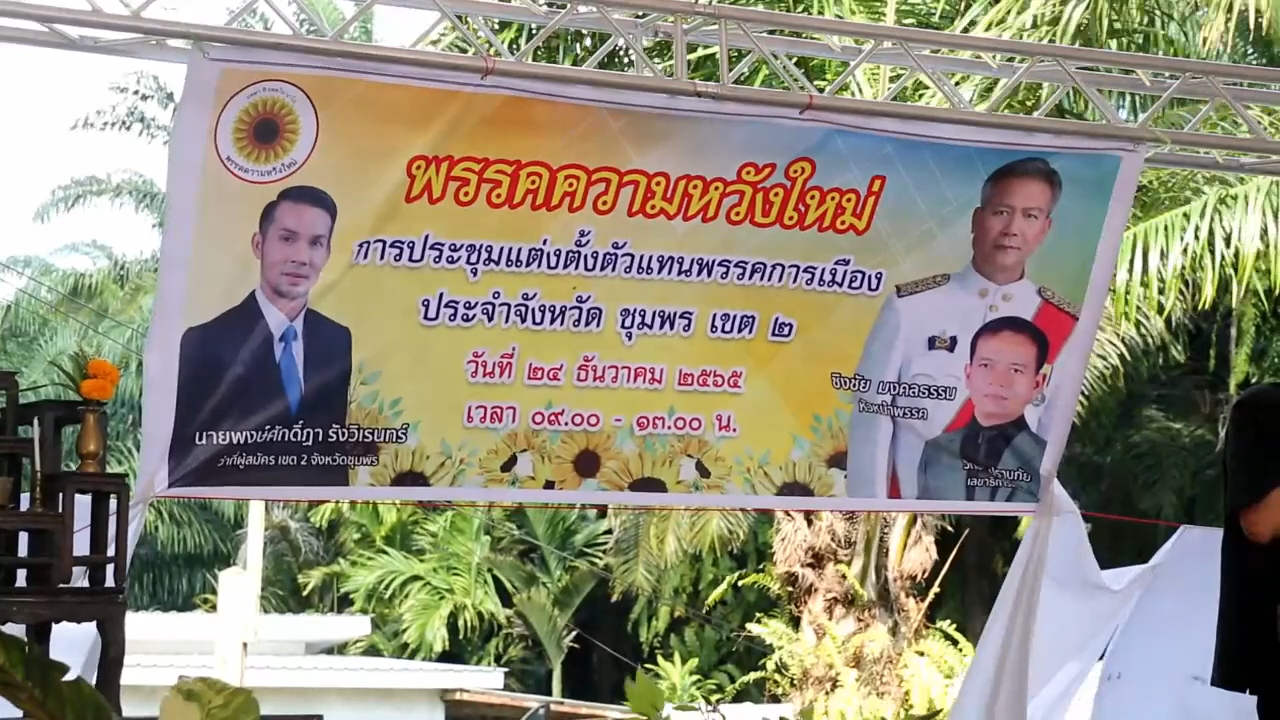 พรรคความหวังใหม่
พรรคความหวังใหม่
การประชุมแต่งตั้งตัวแทนพรรคการเมือง
ประจำจังหวัด ชุมพร เขต ๒
วันที่ ๒๔ ธันวาคม ๒๕๖๕
เวลา ๐๙.๐๐ - ๑๓.๐๐ น.
นายพงษ์ศักดิ์ภา รังวิเรนทร์
ว่าที่ผู้สมัคร เขต 2 จังหวัดชุมพร
ชิงชัย มงคลธรรม
หัวหน้าพรรค